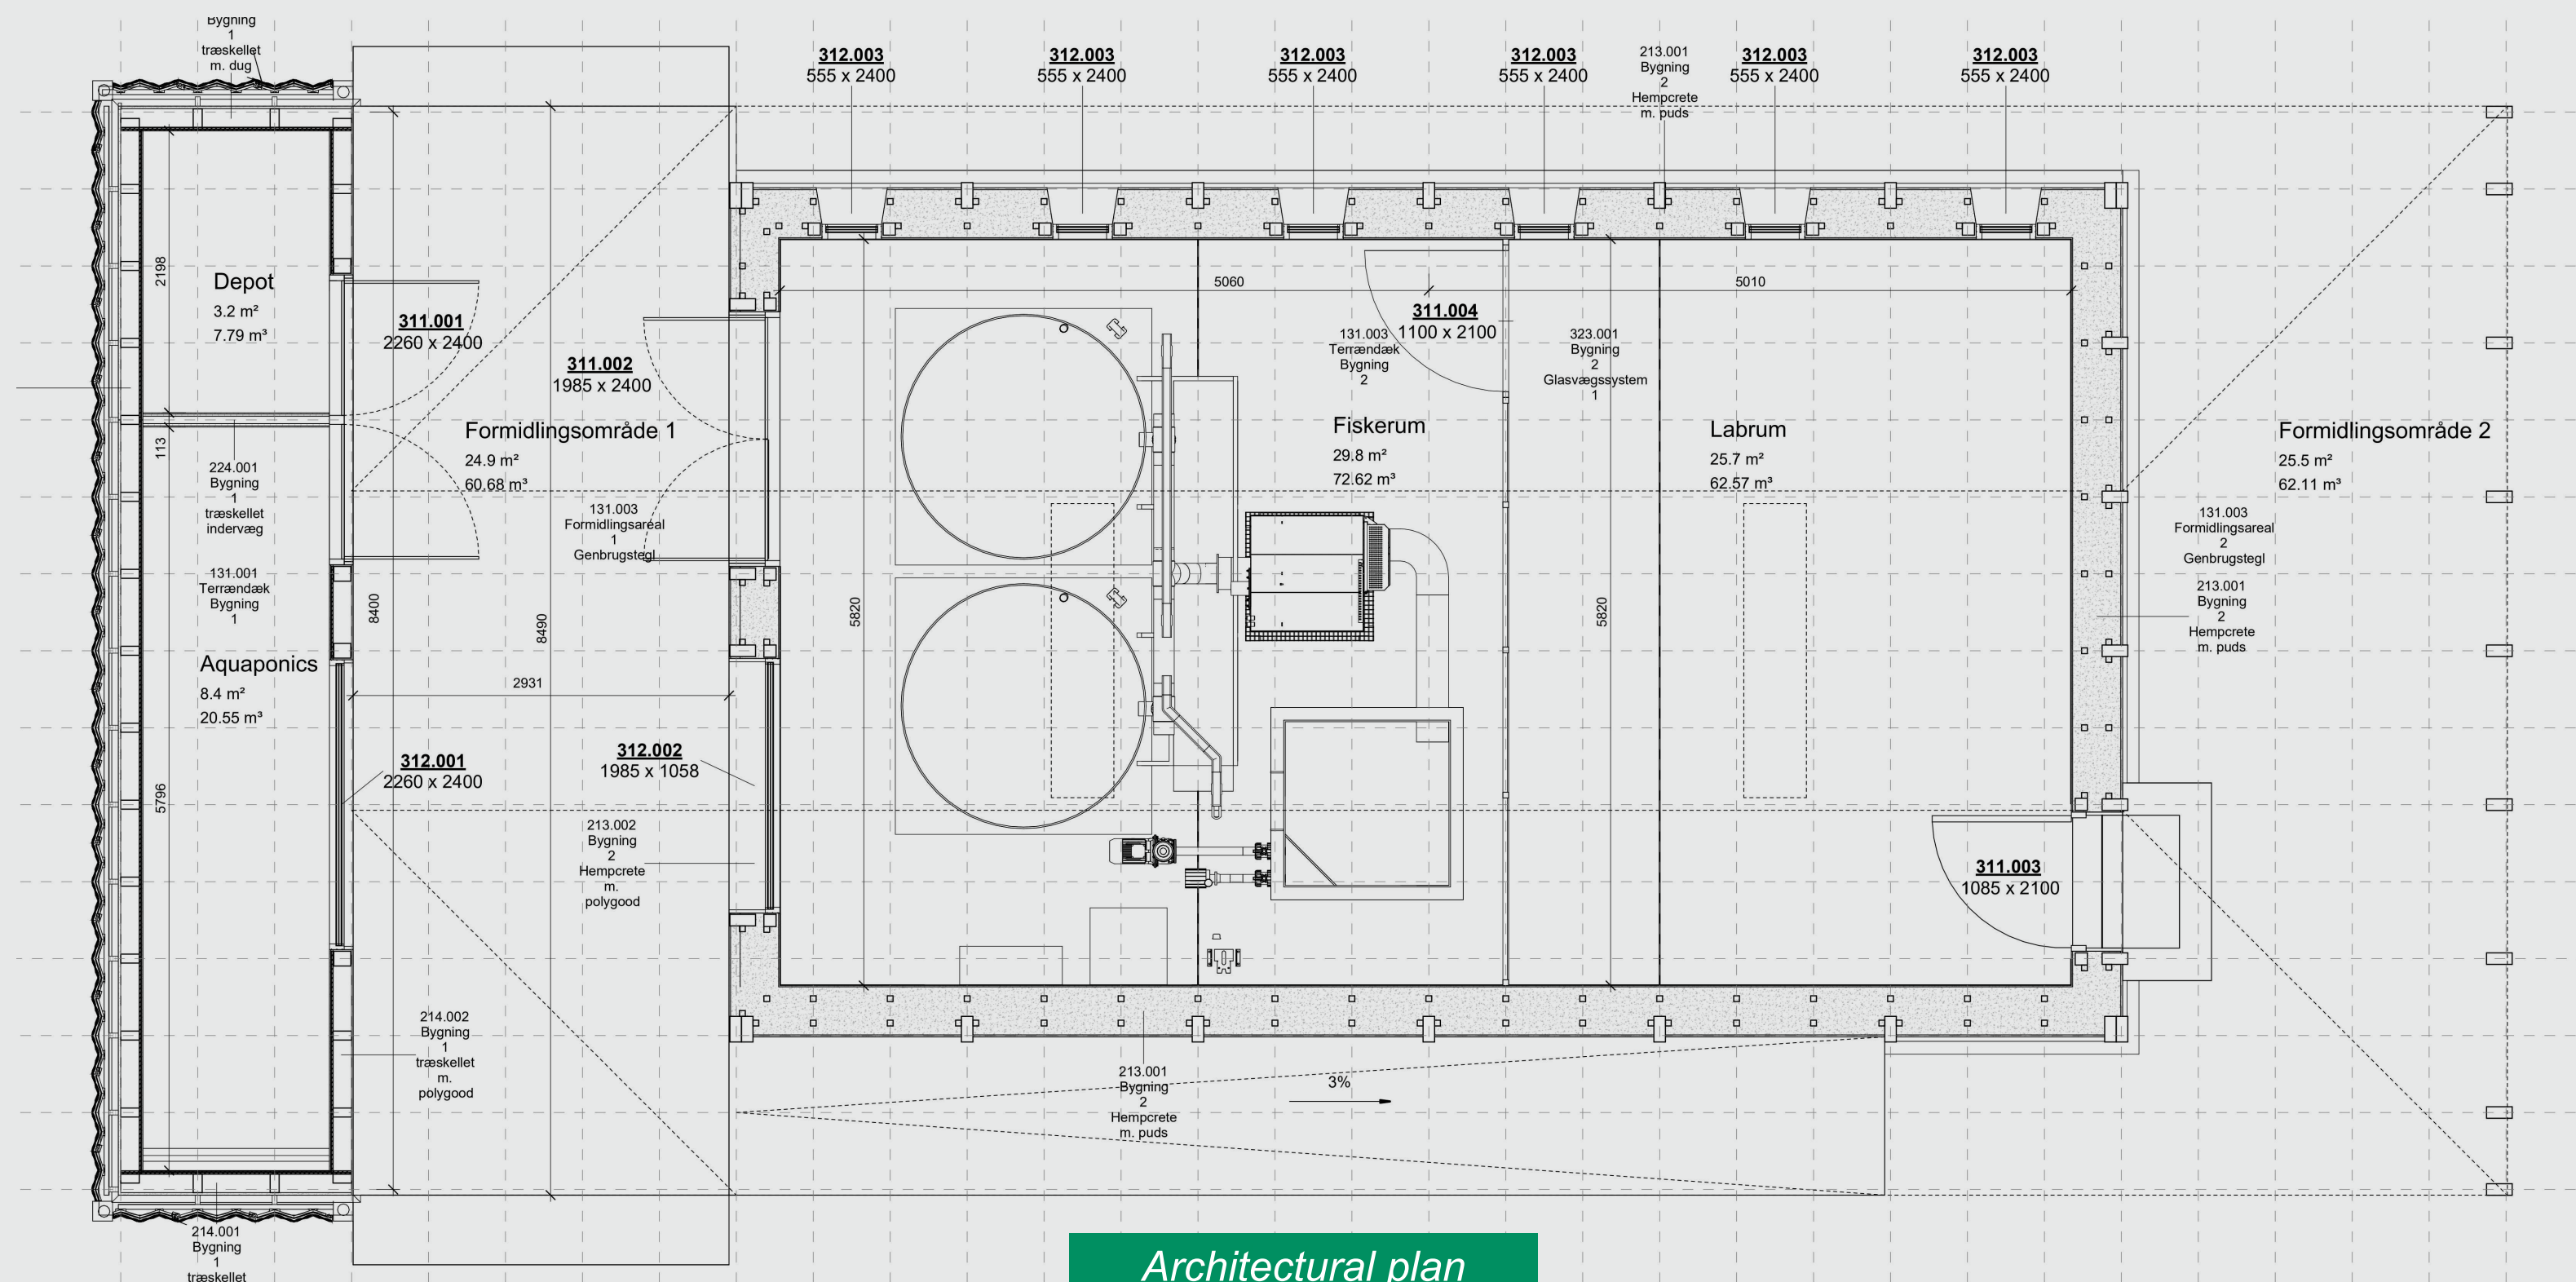 Bygning
1
træskellet
m. dug
312.003
555 x 2400
312.003
555 x 2400
312.003
555 x 2400
312.003
555 x 2400
213.001
Bygning
2
Hempcrete
m. puds
312.003
555 x 2400
312.003
555 x 2400
2198
Depot
3.2 m²
7.79 m³
311.001
2260 x 2400
311.002
1985 x 2400
5060
5010
311.004
1100 x 2100
131.003
Terrændæk
Bygning
2
323.001
Bygning
2
Glasvægssystem
1
1113
Formidlingsområde 1
24.9 m²
60.68 m³
Fiskerum
29.8 m²
72.62 m³
Labrum
25.7 m²
62.57 m³
Formidlingsområde 2
25.5 m²
62.11 m³
224.001
Bygning
1
træskellet
indervæg
131.003
Formidlingsareal
1
Genbrugstegl
131.003
Formidlingsareal
2
Genbrugstegl
131.001
Terrændæk
Bygning
1
8400
8490
5820
5820
213.001
Bygning
2
Hempcrete
m. puds
Aquaponics
8.4 m²
20.55 m³
2931
5796
312.001
2260 x 2400
312.002
1985 x 1058
213.002
Bygning
2
Hempcrete
m.
polygood
311.003
1085 x 2100
214.002
Bygning
1
træskellet
m.
polygood
213.001
Bygning
2
Hempcrete
m. puds
3%
214.001
Bygning
1
træskellet
Architectural plan